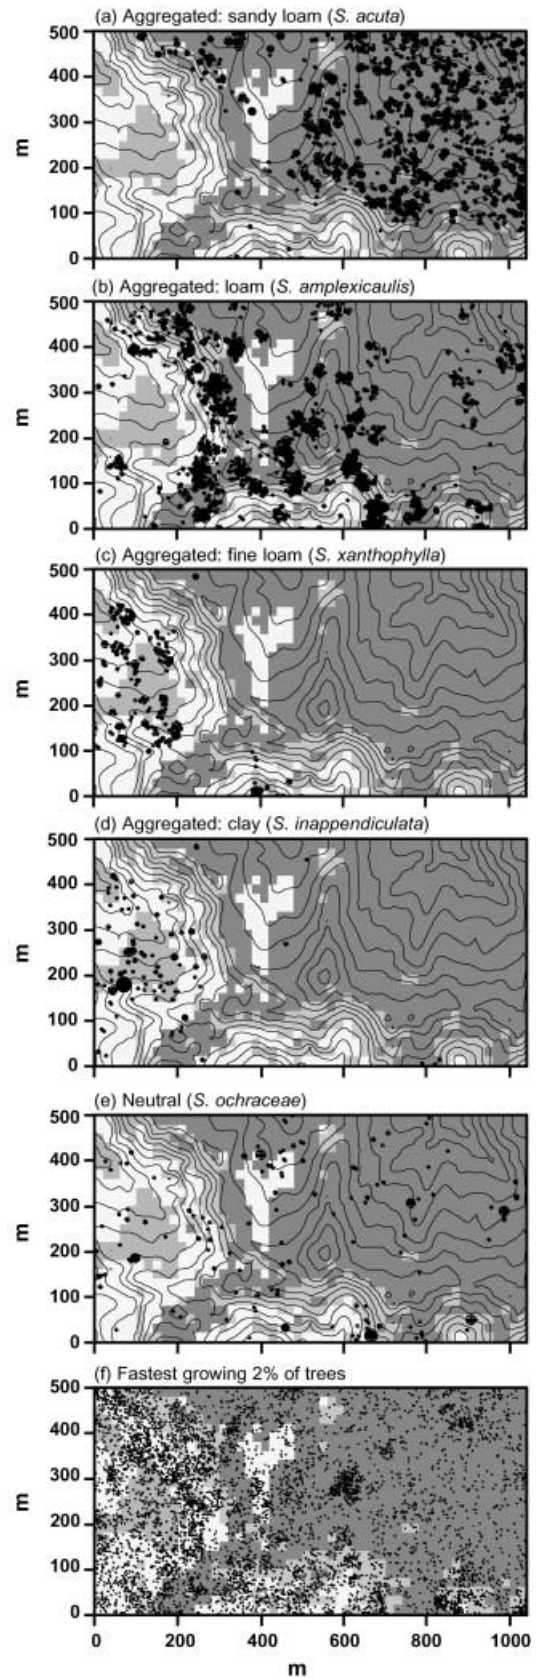 (a) Aggregated: sandy loam (S. acuta)
500
400
300
200
100
0
m
(b) Aggregated: loam (S. amplexicaulis)
500
400
300
200
100
0
m
(c) Aggregated: fine loam (S. xanthophylla)
500
400
300
200
100
0
m
(d) Aggregated: clay (S. inappendiculata)
500
400
300
200
100
0
m
(e) Neutral (S. ochraceae)
500
400
300
200
100
0
m
(f) Fastest growing 2% of trees
500
400
300
200
100
0
m
0 200 400 600 800 1000
m